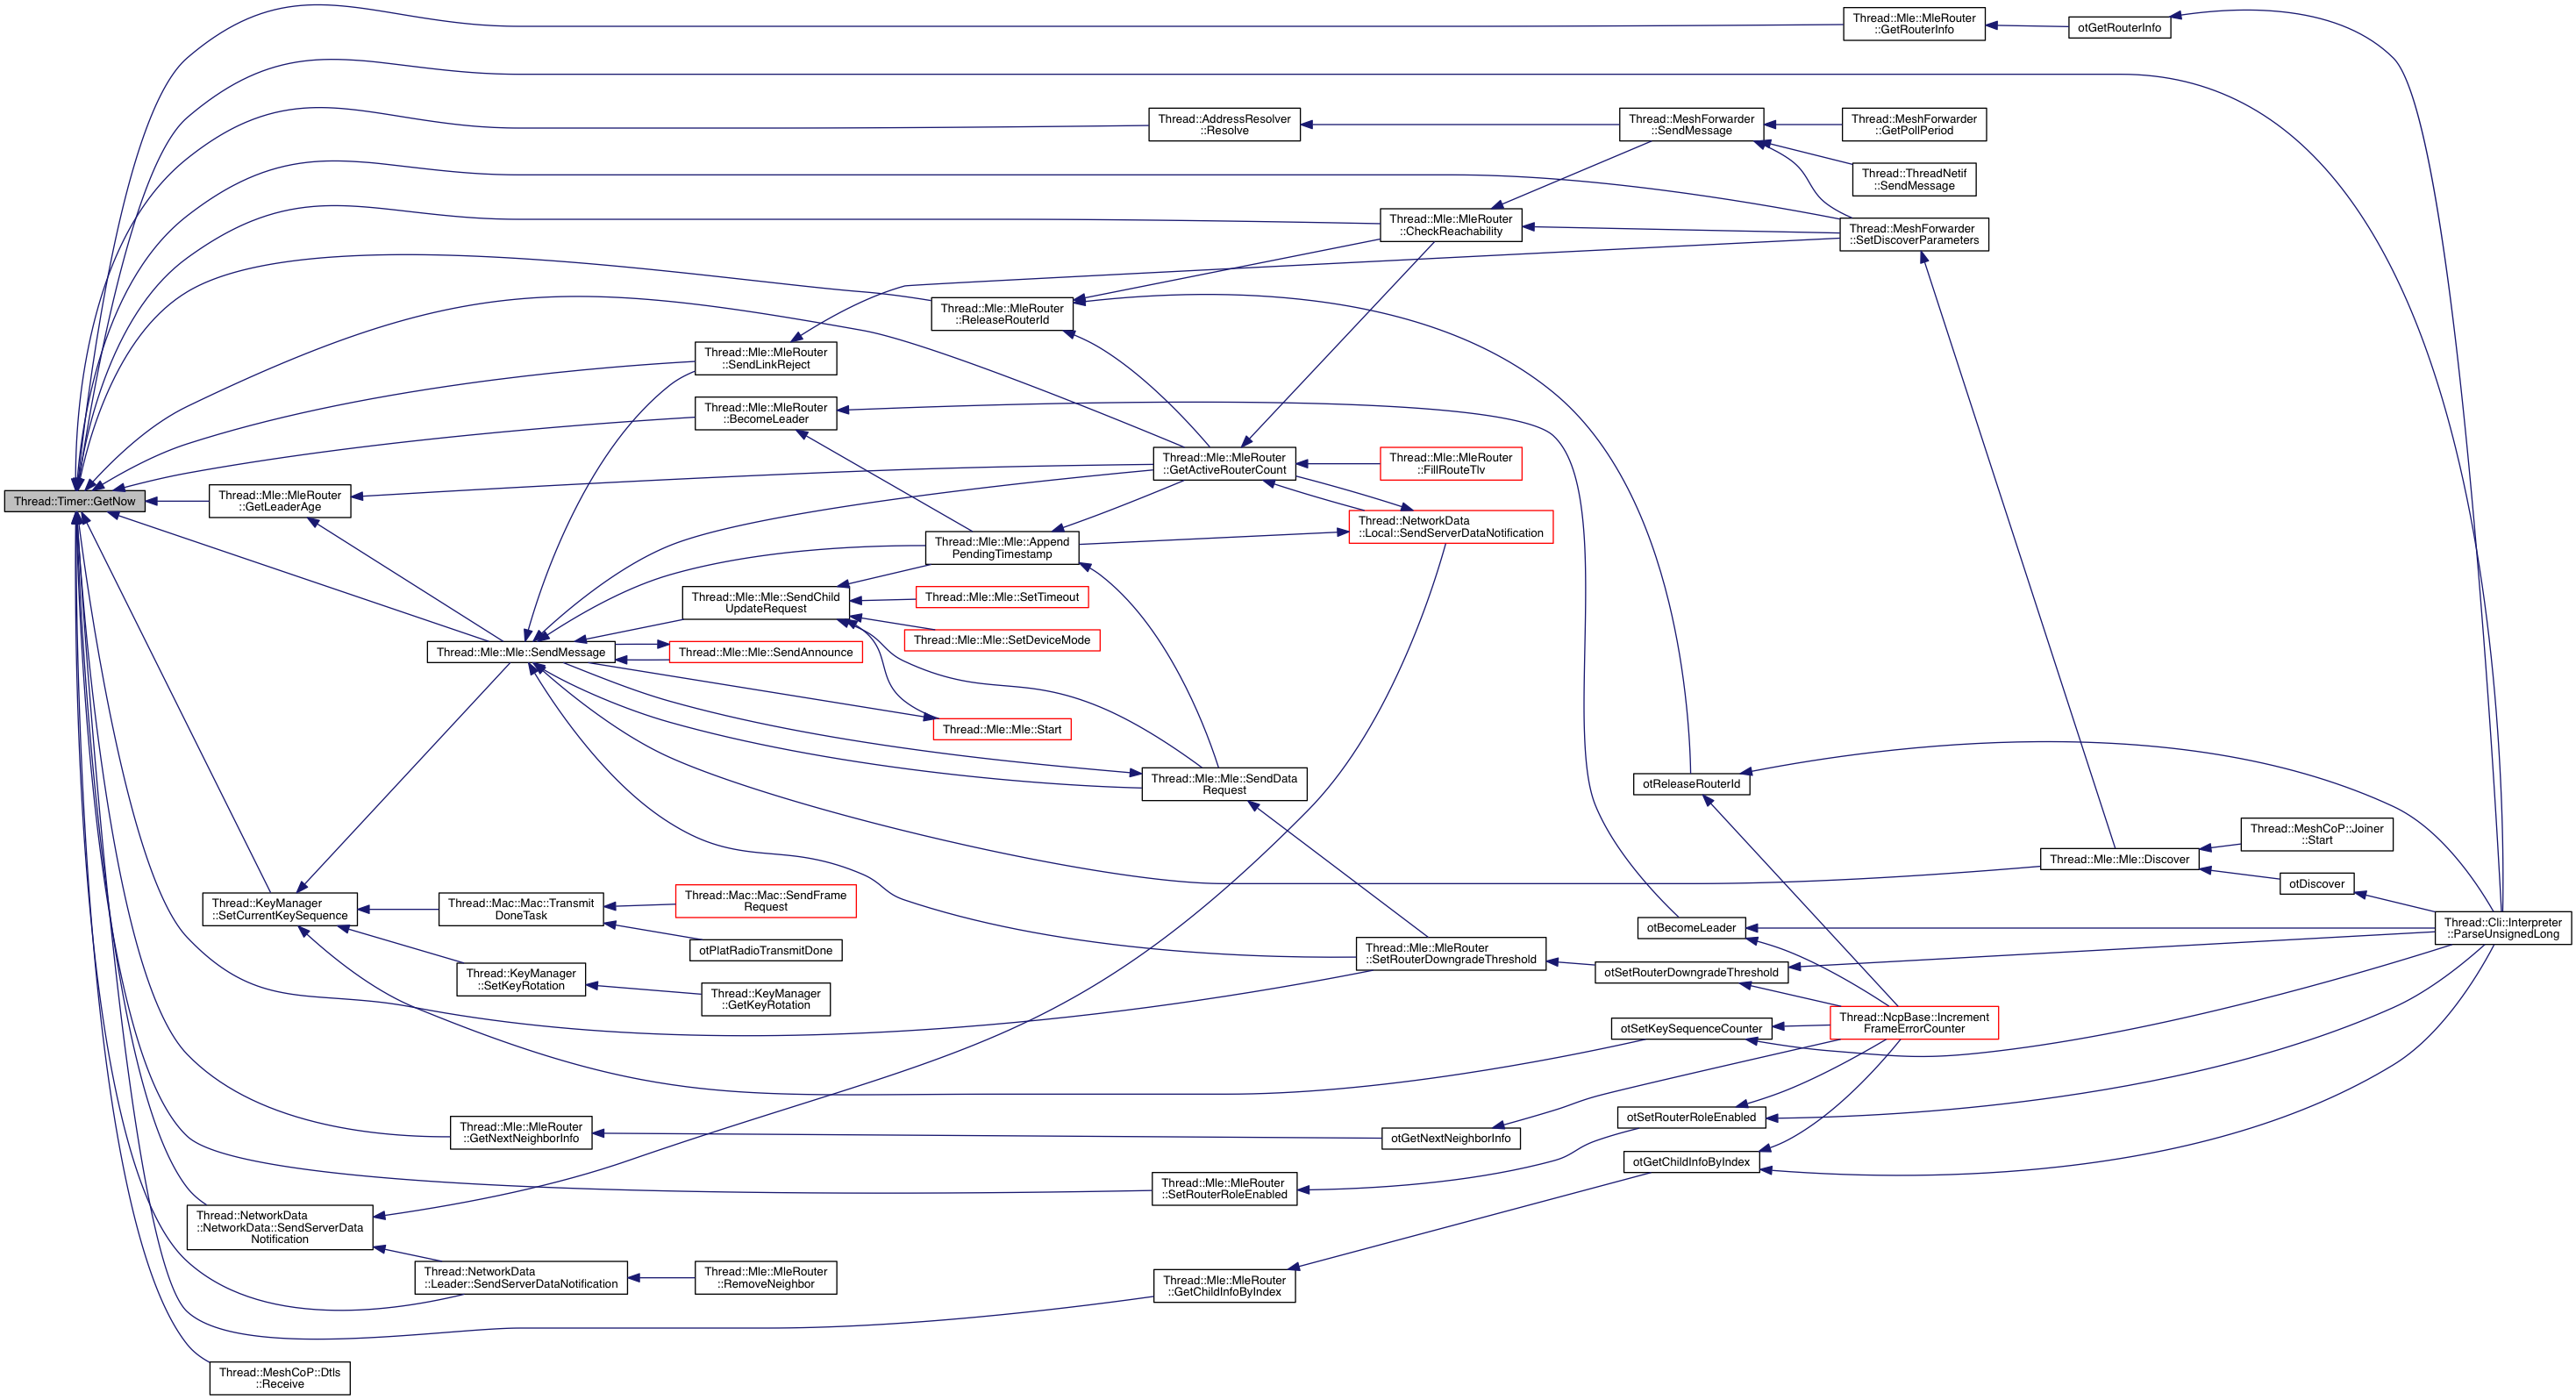 Thread::Mle::MleRouter
::GetRouterInfo
otGetRouterInfo
Thread::AddressResolver
::Resolve
Thread::MeshForwarder
::SendMessage
Thread::MeshForwarder
::GetPollPeriod
Thread::ThreadNetif
::SendMessage
Thread::Mle::MleRouter
::CheckReachability
Thread::MeshForwarder
::SetDiscoverParameters
Thread::Mle::MleRouter
::ReleaseRouterId
Thread::Mle::MleRouter
::SendLinkReject
Thread::Mle::MleRouter
::BecomeLeader
Thread::Mle::MleRouter
::GetActiveRouterCount
Thread::Mle::MleRouter
::FillRouteTlv
Thread::Timer::GetNow
Thread::Mle::MleRouter
::GetLeaderAge
Thread::NetworkData
::Local::SendServerDataNotification
Thread::Mle::Mle::Append
PendingTimestamp
Thread::Mle::Mle::SendChild
UpdateRequest
Thread::Mle::Mle::SetTimeout
Thread::Mle::Mle::SetDeviceMode
Thread::Mle::Mle::SendMessage
Thread::Mle::Mle::SendAnnounce
Thread::Mle::Mle::Start
Thread::Mle::Mle::SendData
Request
otReleaseRouterId
Thread::MeshCoP::Joiner
::Start
Thread::Mle::Mle::Discover
otDiscover
Thread::KeyManager
::SetCurrentKeySequence
Thread::Mac::Mac::Transmit
DoneTask
Thread::Mac::Mac::SendFrame
Request
otPlatRadioTransmitDone
otBecomeLeader
Thread::Cli::Interpreter
::ParseUnsignedLong
Thread::Mle::MleRouter
::SetRouterDowngradeThreshold
otSetRouterDowngradeThreshold
Thread::KeyManager
::SetKeyRotation
Thread::KeyManager
::GetKeyRotation
otSetKeySequenceCounter
Thread::NcpBase::Increment
FrameErrorCounter
Thread::Mle::MleRouter
::GetNextNeighborInfo
otGetNextNeighborInfo
otSetRouterRoleEnabled
otGetChildInfoByIndex
Thread::Mle::MleRouter
::SetRouterRoleEnabled
Thread::NetworkData
::NetworkData::SendServerData
Notification
Thread::NetworkData
::Leader::SendServerDataNotification
Thread::Mle::MleRouter
::RemoveNeighbor
Thread::Mle::MleRouter
::GetChildInfoByIndex
Thread::MeshCoP::Dtls
::Receive